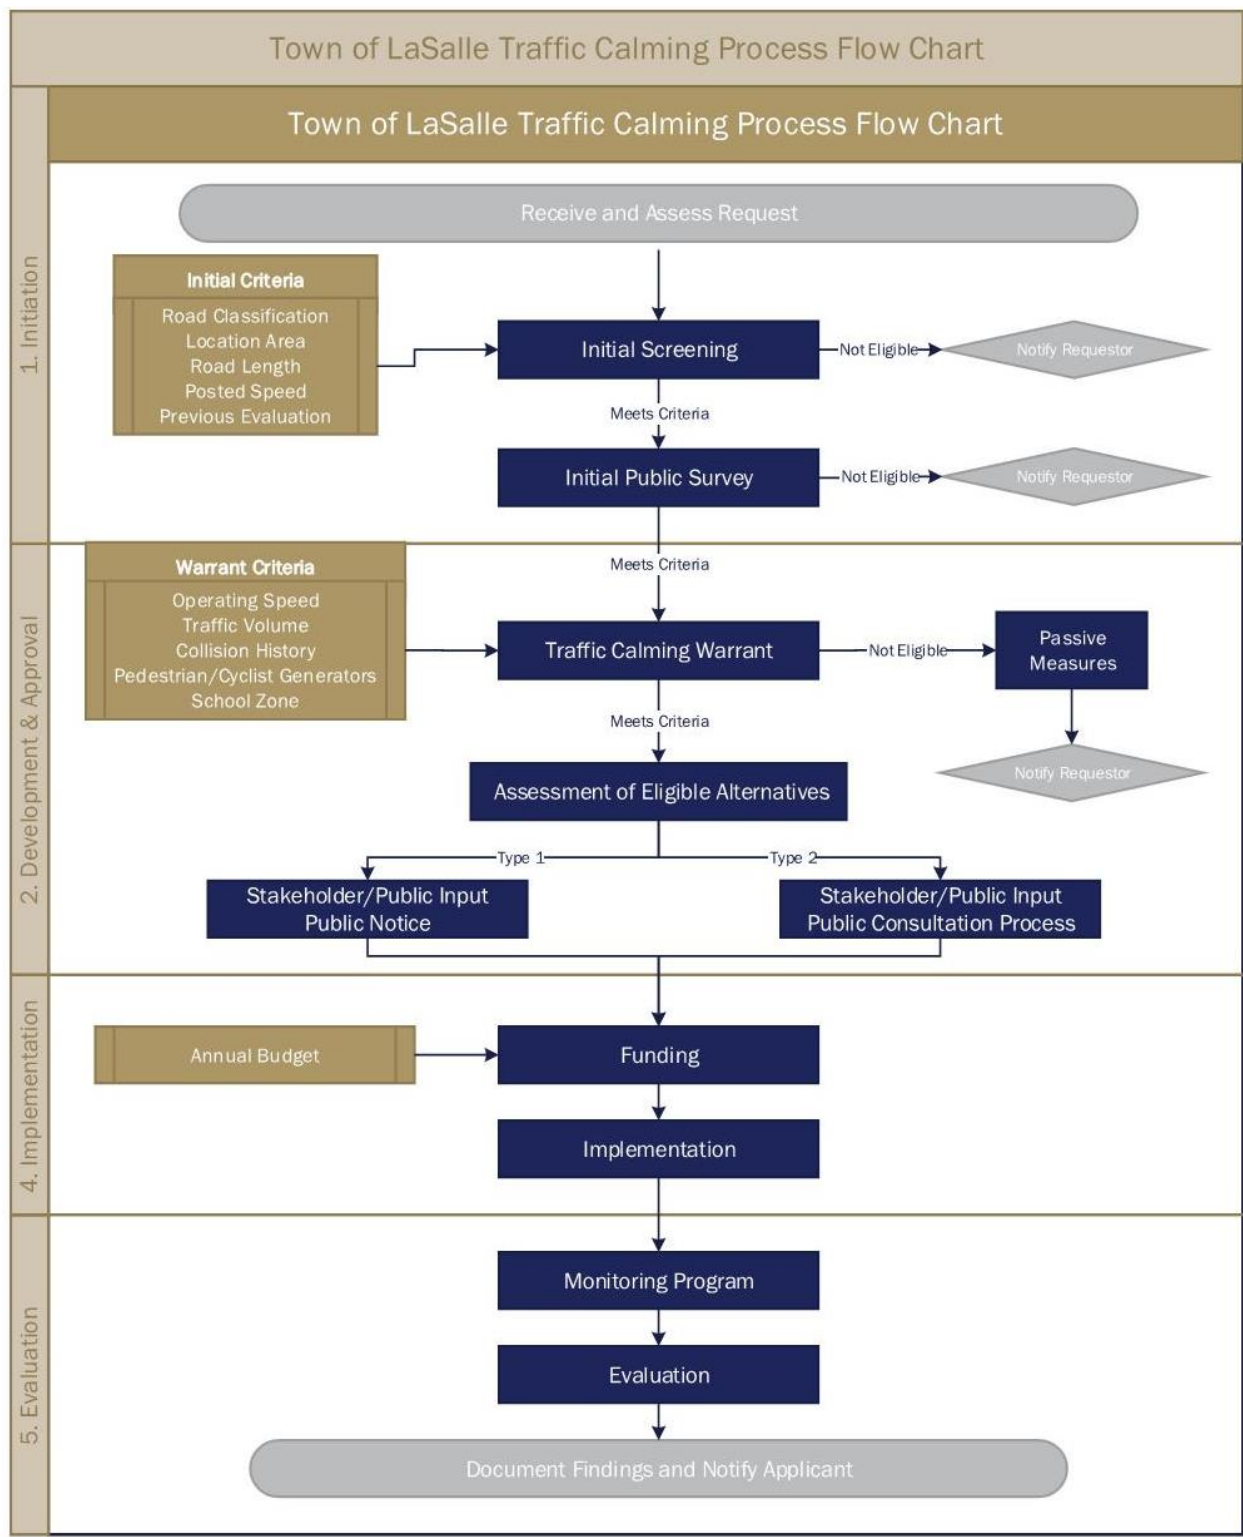 Town of LaSalle Traffic Calming Process Flow Chart
Town of LaSalle Traffic Calming Process Flow Chart
1. Initiation
Receive and Assess Request
Initial Criteria
Road Classification
Location Area
Road Length
Posted Speed
Previous Evaluation
Initial Screening
Not Eligible
Notify Requestor
Meets Criteria
Initial Public Survey
Not Eligible
Notify Requestor
2. Development & Approval
Meets Criteria
Warrant Criteria
Operating Speed
Traffic Volume
Collision History
Pedestrian/Cyclist Generators
School Zone
Traffic Calming Warrant
Not Eligible
Passive
Measures
Notify Requestor
Meets Criteria
Assessment of Eligible Alternatives
Type 1
Type 2
Stakeholder/Public Input
Public Notice
Stakeholder/Public Input
Public Consultation Process
4. Implementation
Annual Budget
Funding
Implementation
5. Evaluation
Monitoring Program
Evaluation
Document Findings and Notify Applicant